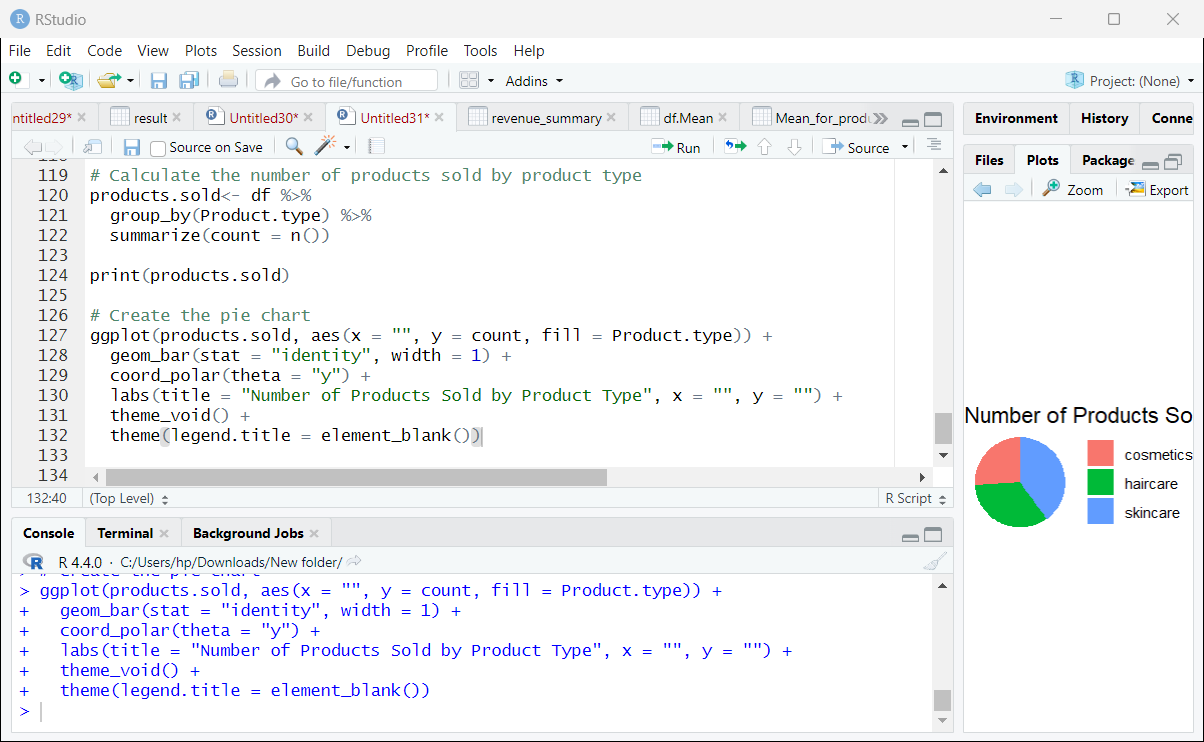 RStudio
File Edit Code View Plots Session Build Debug Profile Tools Help
Go to file/function Addins Project: (None)
ntitled29* result Untitled30* Untitled31* revenue_summary df.Mean Mean_for_produ
Source on Save Run Source
119 # Calculate the number of products sold by product type
120 products.sold<- df %>%
121 group_by(Product.type) %>%
122 summarize(count = n())
123
124 print(products.sold)
125
126 # Create the pie chart
127 ggplot(products.sold, aes(x = "", y = count, fill = Product.type)) +
128 geom_bar(stat = "identity", width = 1) +
129 coord_polar(theta = "y") +
130 labs(title = "Number of Products Sold by Product Type", x = "", y = "") +
131 theme_void() +
132 theme(legend.title = element_blank())
133
134
132:40 (Top Level) R Script
Console Terminal Background Jobs
R 4.4.0 · C:/Users/hp/Downloads/New folder/
> # Create the pie chart
> ggplot(products.sold, aes(x = "", y = count, fill = Product.type)) +
+ geom_bar(stat = "identity", width = 1) +
+ coord_polar(theta = "y") +
+ labs(title = "Number of Products Sold by Product Type", x = "", y = "") +
+ theme_void() +
+ theme(legend.title = element_blank())
>
Environment History Conne
Files Plots Package
Zoom Export
Number of Products So
cosmetics
haircare
skincare